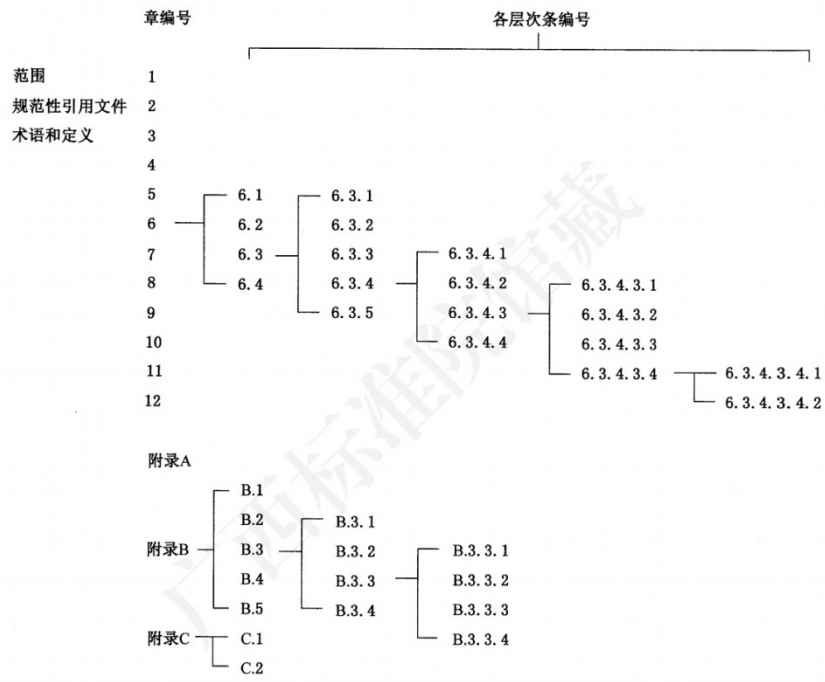 章编号 各层次条编号
范围 1
规范性引用文件 2
术语和定义 3
4
5 6.1 6.3.1
6 6.2 6.3.2
7 6.3 6.3.3 6.3.4.1
8 6.4 6.3.4 6.3.4.2 6.3.4.3.1
9 6.3.5 6.3.4.3 6.3.4.3.2
10 6.3.4.4 6.3.4.3.3
11 6.3.4.3.4 6.3.4.3.4.1
12 6.3.4.3.4.2
附录A
B.1
B.2 B.3.1
附录B B.3 B.3.2 B.3.3.1
B.4 B.3.3 B.3.3.2
B.5 B.3.4 B.3.3.3
附录C C.1 B.3.3.4
C.2
广西标准院馆藏